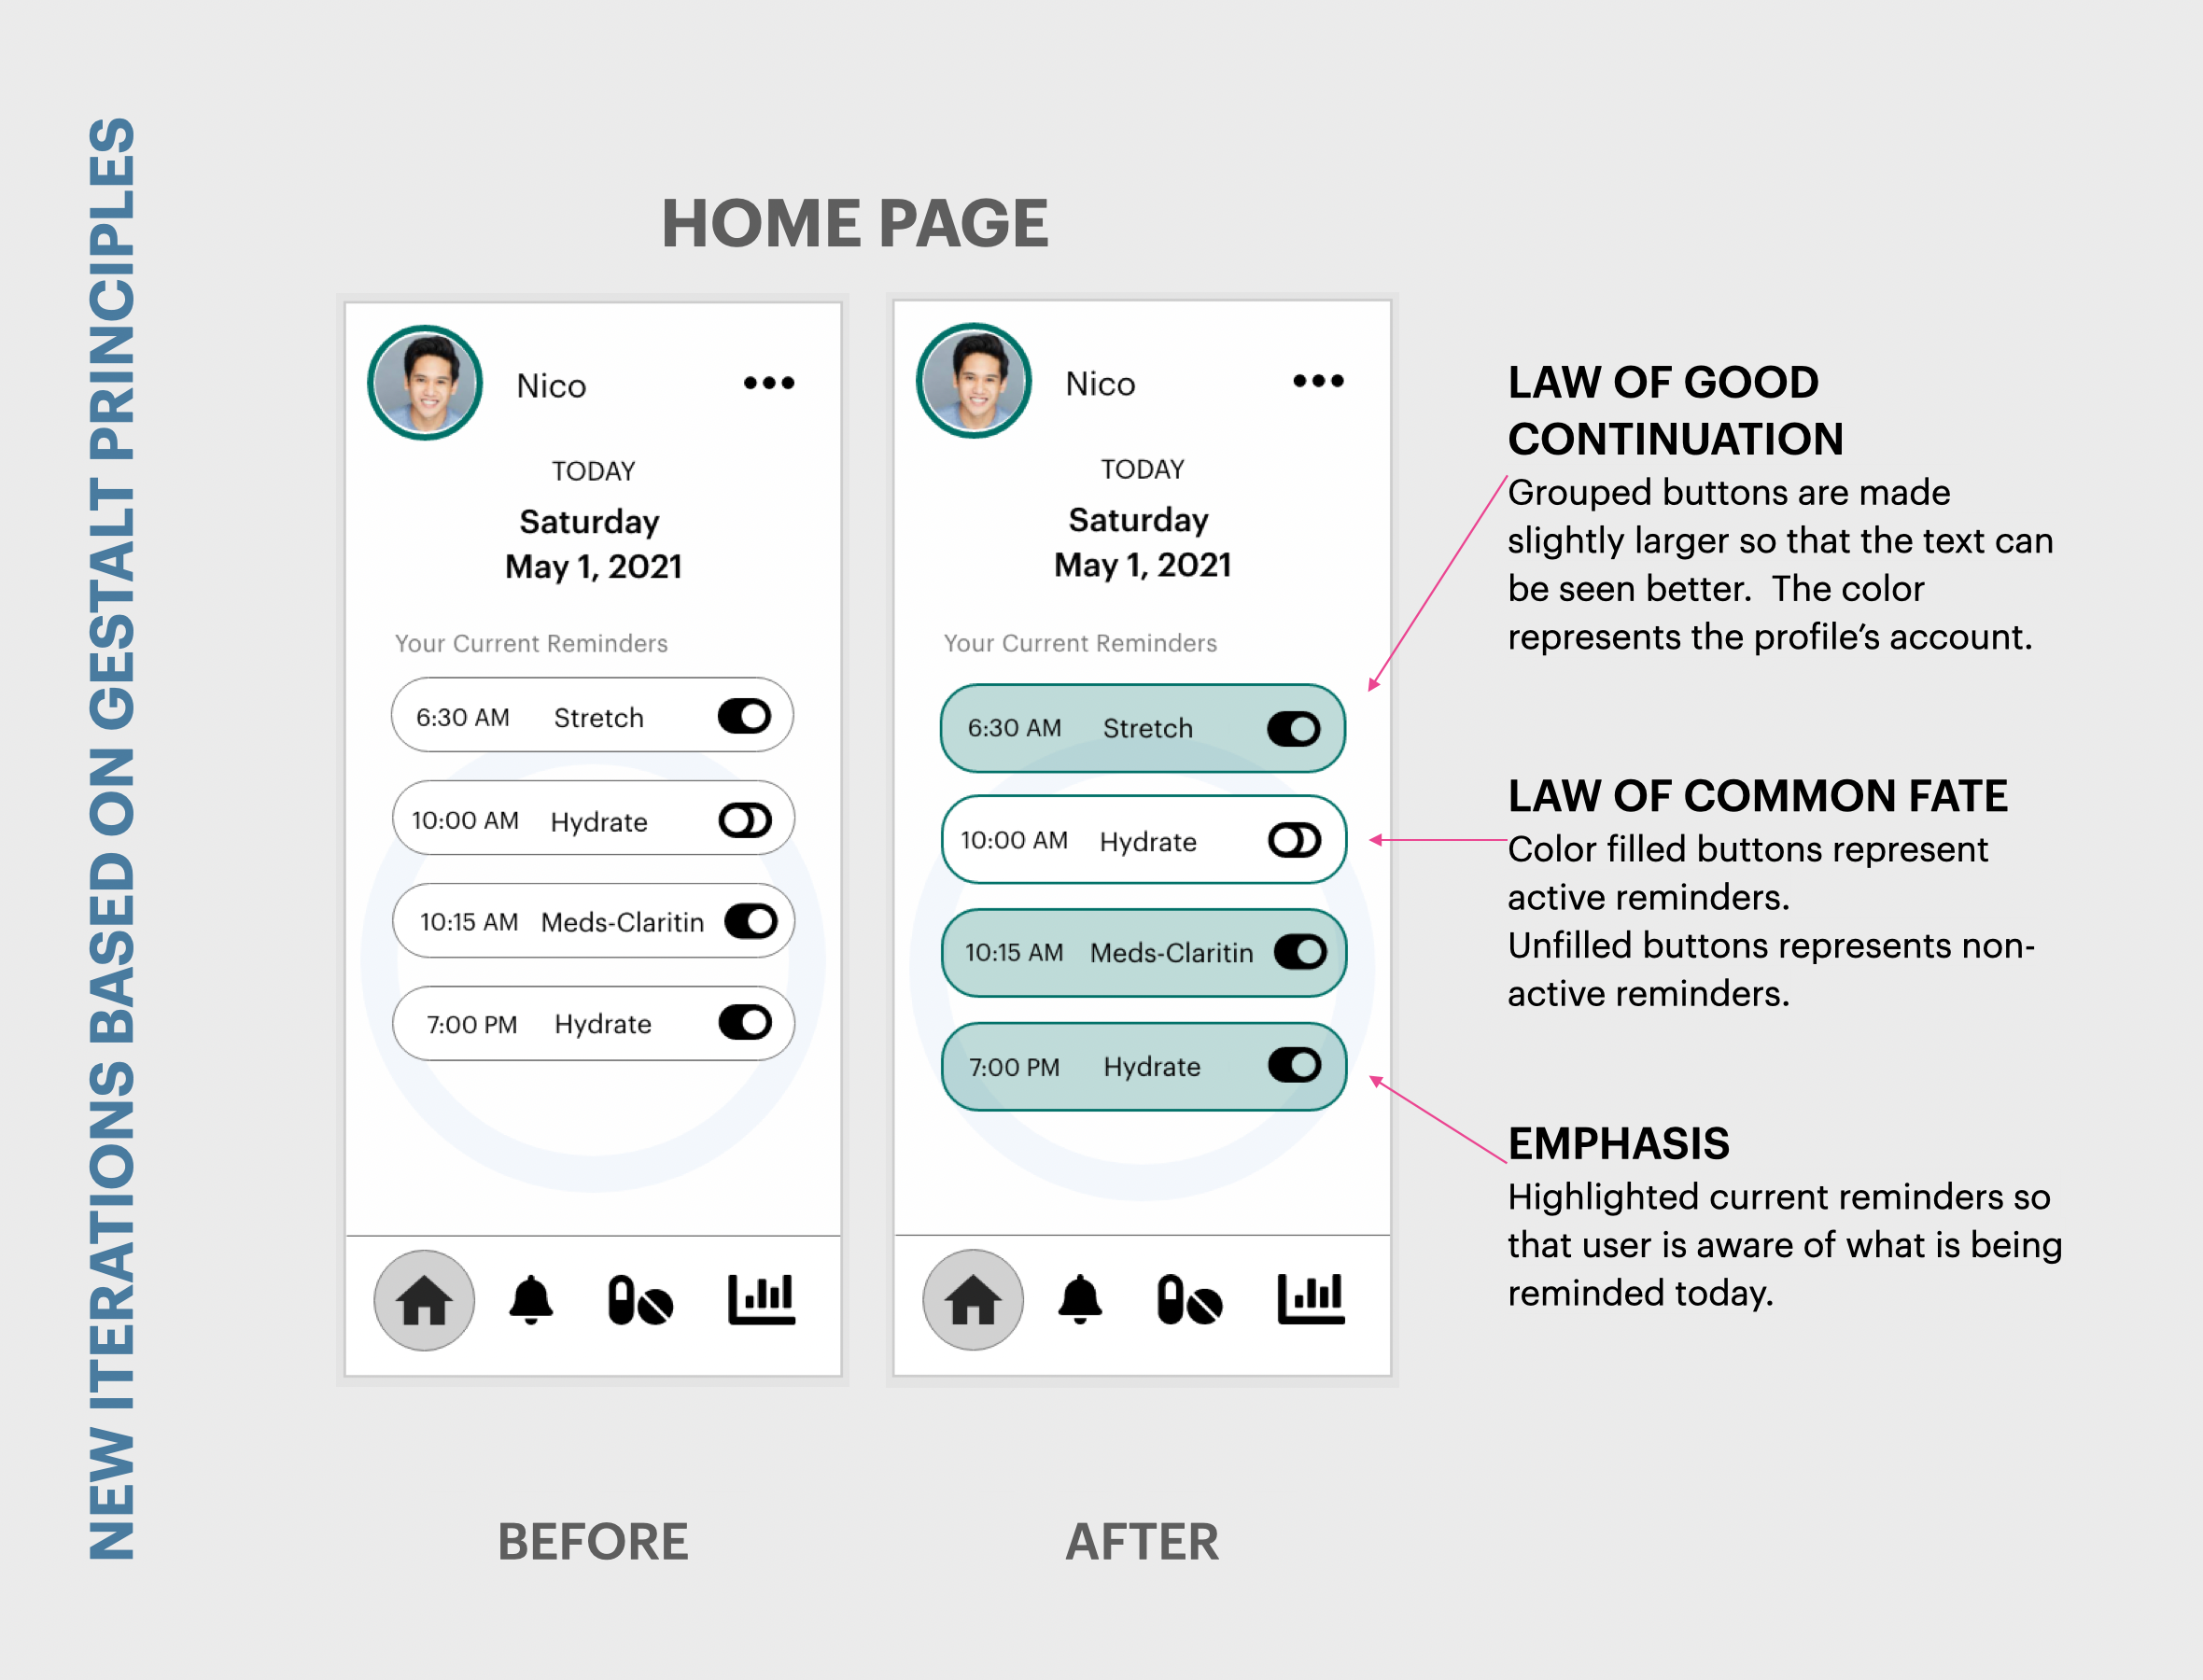 NEW ITERATIONS BASED ON GESTALT PRINCIPLES
HOME PAGE
Nico
TODAY
Saturday
May 1, 2021
Your Current Reminders
6:30 AM Stretch
10:00 AM Hydrate
10:15 AM Meds-Claritin
7:00 PM Hydrate
BEFORE
Nico
TODAY
Saturday
May 1, 2021
Your Current Reminders
6:30 AM Stretch
10:00 AM Hydrate
10:15 AM Meds-Claritin
7:00 PM Hydrate
AFTER
LAW OF GOOD
CONTINUATION
Grouped buttons are made
slightly larger so that the text can
be seen better.  The color
represents the profile’s account.
LAW OF COMMON FATE
Color filled buttons represent
active reminders.
Unfilled buttons represents non-
active reminders.
EMPHASIS
Highlighted current reminders so
that user is aware of what is being
reminded today.